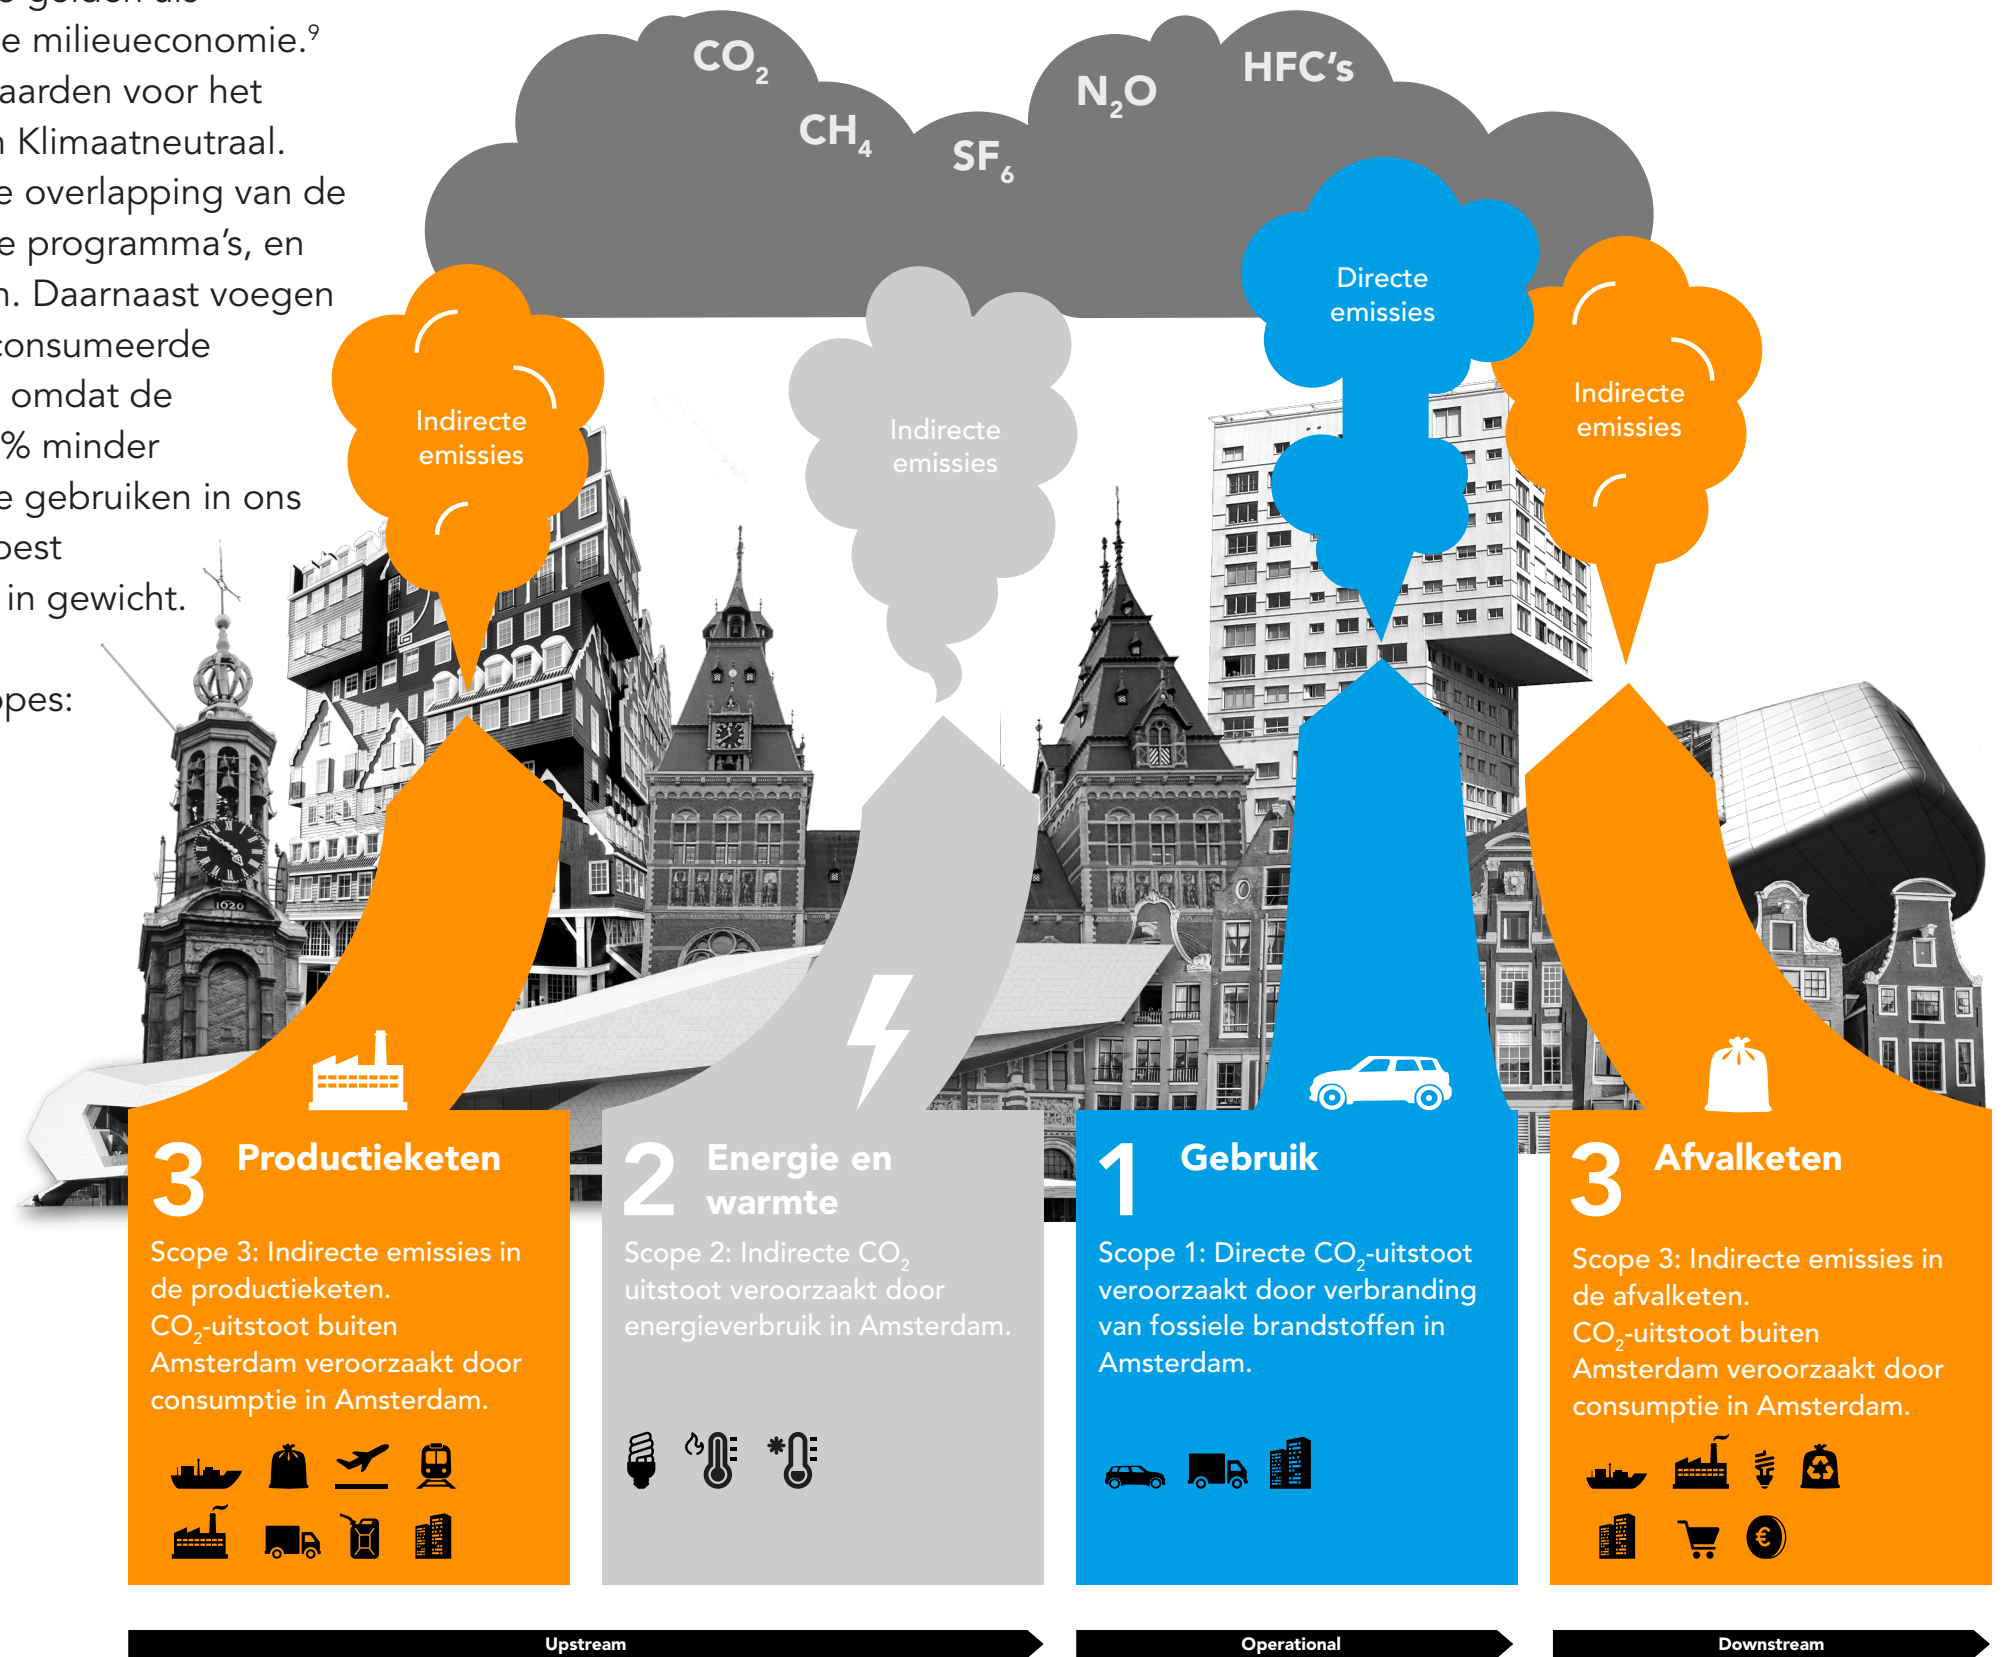 gelden als
e milieueconomie.⁹
aarden voor het
n Klimaatneutraal.
e overlapping van de
e programma’s, en
n. Daarnaast voegen
consumeerde
omdat de
% minder
e gebruiken in ons
oest
in gewicht.
opes:
CO₂
CH₄
SF₆
N₂O
HFC’s
Indirecte
emissies
Indirecte
emissies
Directe
emissies
Indirecte
emissies
1620
3 Productieketen
Scope 3: Indirecte emissies in
de productieketen.
CO₂-uitstoot buiten
Amsterdam veroorzaakt door
consumptie in Amsterdam.
2 Energie en
warmte
Scope 2: Indirecte CO₂
uitstoot veroorzaakt door
energieverbruik in Amsterdam.
1 Gebruik
Scope 1: Directe CO₂-uitstoot
veroorzaakt door verbranding
van fossiele brandstoffen in
Amsterdam.
3 Afvalketen
Scope 3: Indirecte emissies in
de afvalketen.
CO₂-uitstoot buiten
Amsterdam veroorzaakt door
consumptie in Amsterdam.
€
Upstream
Operational
Downstream